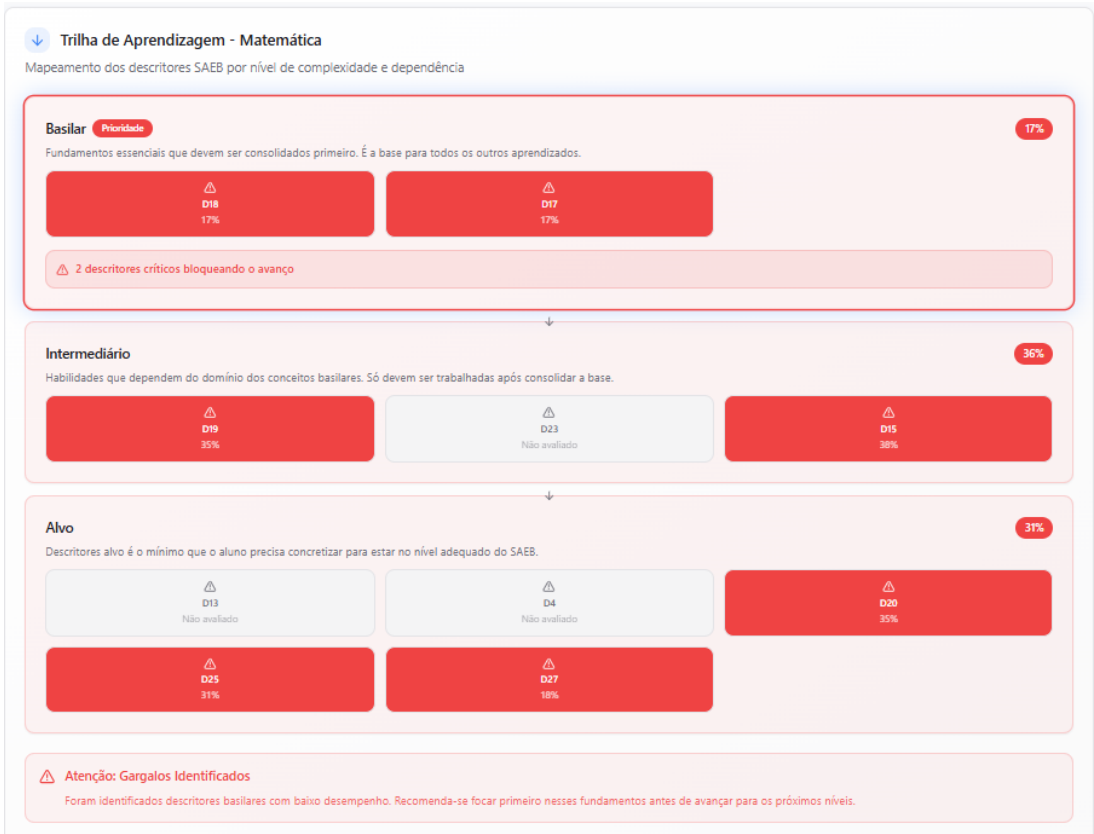 Trilha de Aprendizagem - Matemática
Mapeamento dos descritores SAEB por nível de complexidade e dependência
Basilar Prioridade 17%
Fundamentos essenciais que devem ser consolidados primeiro. É a base para todos os outros aprendizados.
D18 D17
17% 17%
2 descritores críticos bloqueando o avanço
Intermediário 36%
Habilidades que dependem do domínio dos conceitos basilares. Só devem ser trabalhadas após consolidar a base.
D19 D23 D15
35% Não avaliado 38%
Alvo 31%
Descritores alvo é o mínimo que o aluno precisa concretizar para estar no nível adequado do SAEB.
D13 D4 D20
Não avaliado Não avaliado 35%
D25 D27
31% 18%
Atenção: Gargalos Identificados
Foram identificados descritores basilares com baixo desempenho. Recomenda-se focar primeiro nesses fundamentos antes de avançar para os próximos níveis.